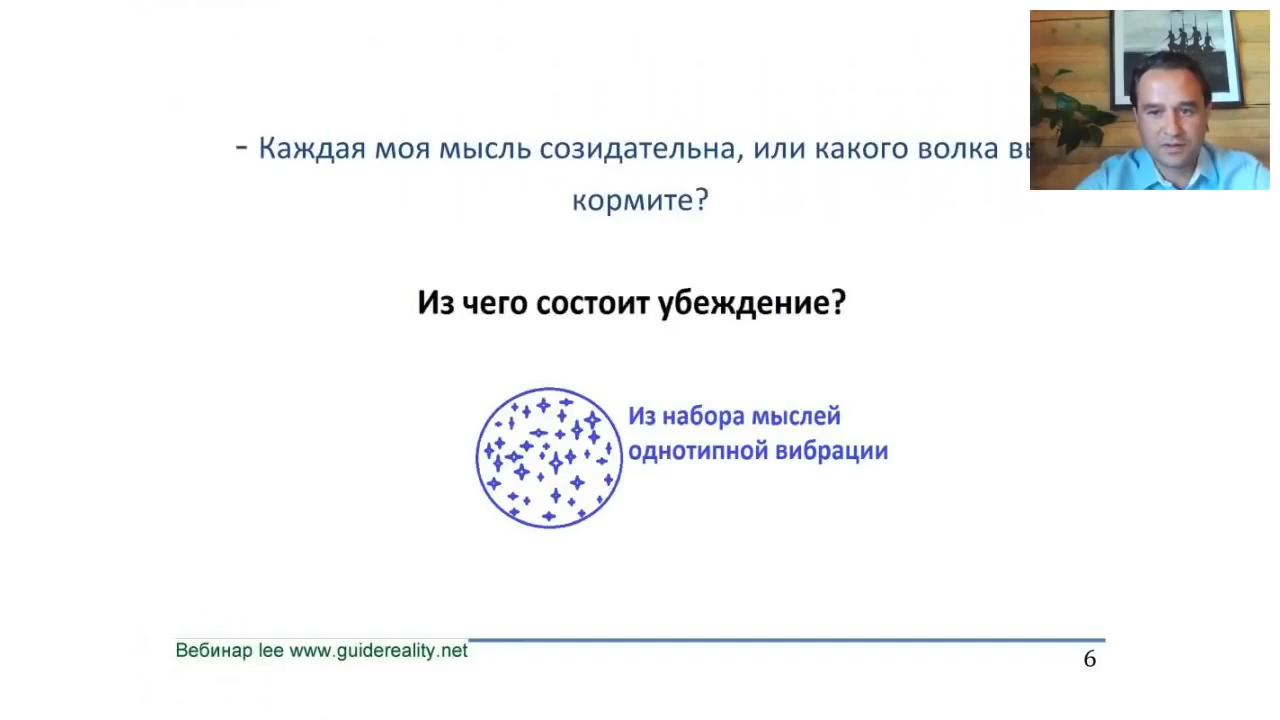 - Каждая моя мысль созидательна, или какого волка
кормите?
Из чего состоит убеждение?
Из набора мыслей
однотипной вибрации
Вебинар lee www.guidereality.net
6